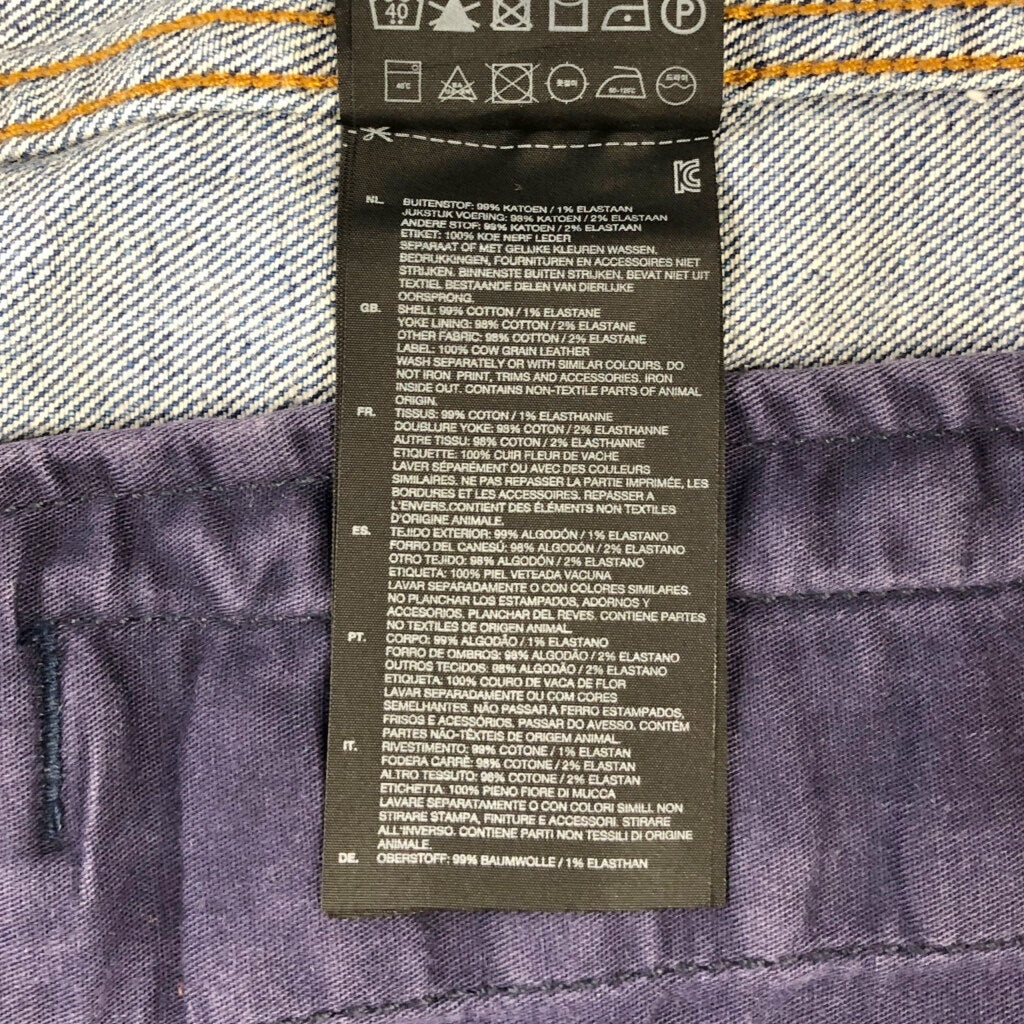 40
P
40°C
60-120°C
드라이
NL. BUITENSTOF: 99% KATOEN / 1% ELASTAAN
JUKSTUK VOERING: 98% KATOEN / 2% ELASTAAN
ANDERE STOF: 98% KATOEN / 2% ELASTAAN
ETIKET: 100% KOE NERF LEDER
SEPARAAT OF MET GELIJKE KLEUREN WASSEN.
BEDRUKKINGEN, FOURNITUREN EN ACCESSOIRES NIET
STRIJKEN. BINNENSTE BUITEN STRIJKEN. BEVAT NIET UIT
TEXTIEL BESTAANDE DELEN VAN DIERLIJKE
OORSPRONG.
GB. SHELL: 99% COTTON / 1% ELASTANE
YOKE LINING: 98% COTTON / 2% ELASTANE
OTHER FABRIC: 98% COTTON / 2% ELASTANE
LABEL: 100% COW GRAIN LEATHER
WASH SEPARATELY OR WITH SIMILAR COLOURS. DO
NOT IRON PRINT, TRIMS AND ACCESSORIES. IRON
INSIDE OUT. CONTAINS NON-TEXTILE PARTS OF ANIMAL
ORIGIN.
FR. TISSUS: 99% COTON / 1% ELASTHANNE
DOUBLURE YOKE: 98% COTON / 2% ELASTHANNE
AUTRE TISSU: 98% COTON / 2% ELASTHANNE
ETIQUETTE: 100% CUIR FLEUR DE VACHE
LAVER SÉPARÉMENT OU AVEC DES COULEURS
SIMILAIRES. NE PAS REPASSER LA PARTIE IMPRIMÉE, LES
BORDURES ET LES ACCESSOIRES. REPASSER A
L'ENVERS.CONTIENT DES ÉLÉMENTS NON TEXTILES
D'ORIGINE ANIMALE.
ES. TEJIDO EXTERIOR: 99% ALGODÓN / 1% ELASTANO
FORRO DEL CANESÚ: 98% ALGODÓN / 2% ELASTANO
OTRO TEJIDO: 98% ALGODÓN / 2% ELASTANO
ETIQUETA: 100% PIEL VETEADA VACUNA
LAVAR SEPARADAMENTE O CON COLORES SIMILARES.
NO PLANCHAR LOS ESTAMPADOS, ADORNOS Y
ACCESORIOS. PLANCHAR DEL REVES. CONTIENE PARTES
NO TEXTILES DE ORIGEN ANIMAL.
PT. CORPO: 99% ALGODÃO / 1% ELASTANO
FORRO DE OMBROS: 98% ALGODÃO / 2% ELASTANO
OUTROS TECIDOS: 98% ALGODÃO / 2% ELASTANO
ETIQUETA: 100% COURO DE VACA DE FLOR
LAVAR SEPARADAMENTE OU COM CORES
SEMELHANTES. NÃO PASSAR A FERRO ESTAMPADOS,
FRISOS E ACESSÓRIOS. PASSAR DO AVESSO. CONTÉM
PARTES NÃO-TÊXTEIS DE ORIGEM ANIMAL.
IT. RIVESTIMENTO: 99% COTONE / 1% ELASTAN
FODERA CARRÈ: 98% COTONE / 2% ELASTAN
ALTRO TESSUTO: 98% COTONE / 2% ELASTAN
ETICHETTA: 100% PIENO FIORE DI MUCCA
LAVARE SEPARATAMENTE O CON COLORI SIMILI. NON
STIRARE STAMPA, FINITURE E ACCESSORI. STIRARE
ALL'INVERSO. CONTIENE PARTI NON TESSILI DI ORIGINE
ANIMALE.
DE. OBERSTOFF: 99% BAUMWOLLE / 1% ELASTHAN